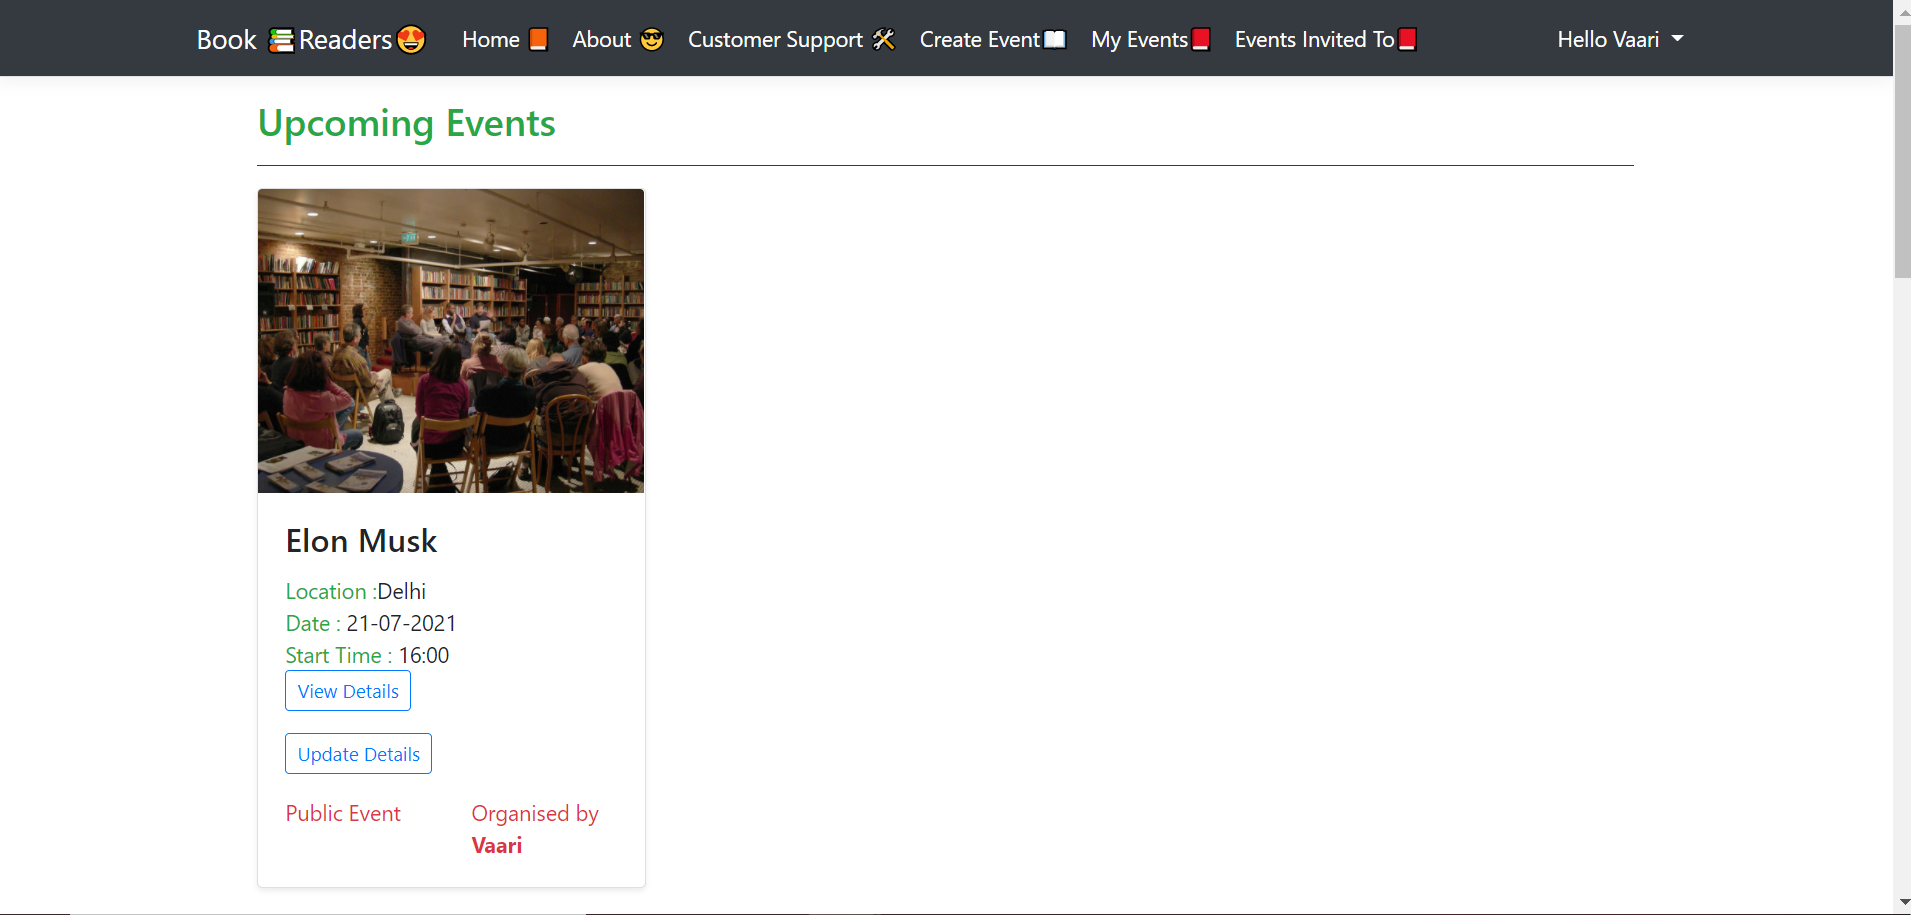 Book 📚Readers😍 Home 📙 About 😎 Customer Support 🛠 Create Event📖 My Events📕 Events Invited To📕 Hello Vaari
Upcoming Events
Elon Musk
Location :Delhi
Date : 21-07-2021
Start Time : 16:00
View Details
Update Details
Public Event
Organised by
Vaari